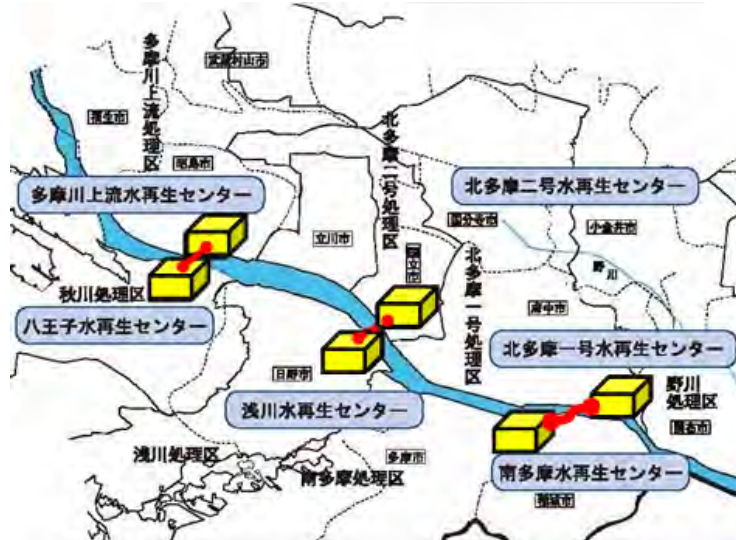 多摩川上流処理区
武蔵村山市
福生市
昭島市
北多摩二号処理区
多摩川上流水再生センター
北多摩二号水再生センター
立川市
国分寺市
小金井市
国立市
野川
北多摩一号処理区
秋川処理区
府中市
八王子水再生センター
北多摩一号水再生センター
日野市
野川
処理区
浅川水再生センター
調布市
浅川処理区
多摩市
南多摩処理区
南多摩水再生センター
稲城市